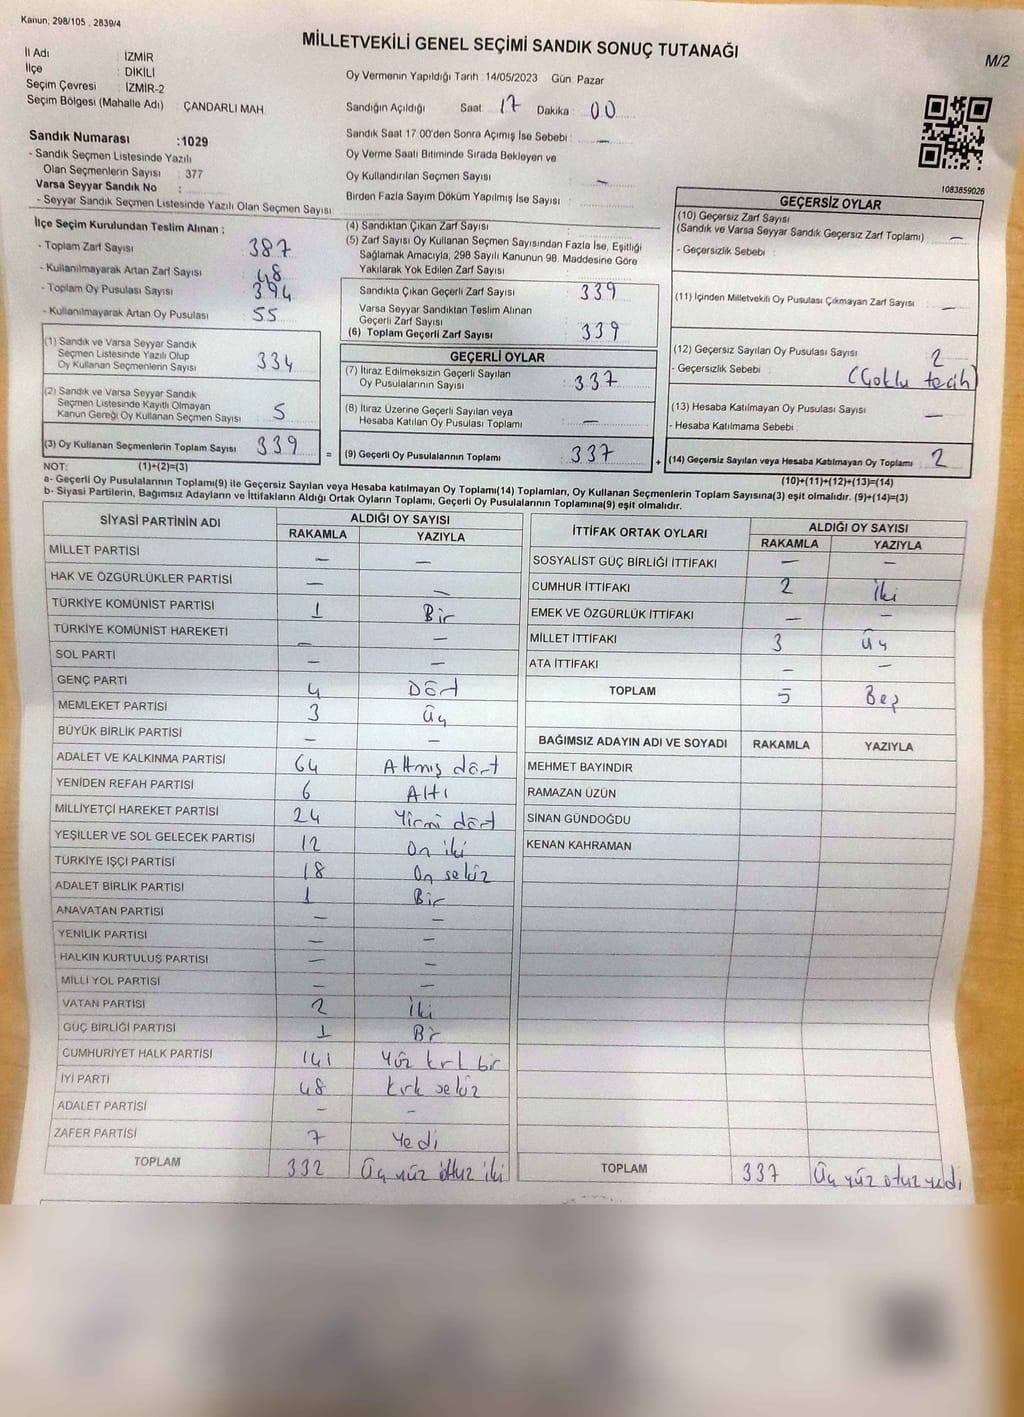 Kanun; 298/105 , 2839/4
MİLLETVEKİLİ GENEL SEÇİMİ SANDIK SONUÇ TUTANAĞI
M/2
İl Adı : İZMİR
İlçe : DİKİLİ
Seçim Çevresi : İZMİR-2
Seçim Bölgesi (Mahalle Adı) : ÇANDARLI MAH
Oy Vermenin Yapıldığı Tarih : 14/05/2023 Gün Pazar
Sandığın Açıldığı Saat : 17 Dakika : 00
Sandık Saat 17:00'den Sonra Açımış İse Sebebi : —
Oy Verme Saati Bitiminde Sırada Bekleyen ve
Oy Kullandırılan Seçmen Sayısı : —
Birden Fazla Sayım Döküm Yapılmış İse Sayısı :
Sandık Numarası :1029
- Sandık Seçmen Listesinde Yazılı
Olan Seçmenlerin Sayısı : 377
Varsa Seyyar Sandık No :
- Seyyar Sandık Seçmen Listesinde Yazılı Olan Seçmen Sayısı
1083859026
İlçe Seçim Kurulundan Teslim Alınan ;
- Toplam Zarf Sayısı : 387
- Kullanılmayarak Artan Zarf Sayısı : 48
- Toplam Oy Pusulası Sayısı : 394
- Kullanılmayarak Artan Oy Pusulası : 55
(1) Sandık ve Varsa Seyyar Sandık
Seçmen Listesinde Yazılı Olup
Oy Kullanan Seçmenlerin Sayısı : 334
(2) Sandık ve Varsa Seyyar Sandık
Seçmen Listesinde Kayıtlı Olmayan
Kanun Gereği Oy Kullanan Seçmen Sayısı : 5
(3) Oy Kullanan Seçmenlerin Toplam Sayısı : 339
(4) Sandıktan Çıkan Zarf Sayısı :
(5) Zarf Sayısı Oy Kullanan Seçmen Sayısından Fazla İse, Eşitliği
Sağlamak Amacıyla, 298 Sayılı Kanunun 98. Maddesine Göre
Yakılarak Yok Edilen Zarf Sayısı :
Sandıkta Çıkan Geçerli Zarf Sayısı : 339
Varsa Seyyar Sandıktan Teslim Alınan
Geçerli Zarf Sayısı
(6) Toplam Geçerli Zarf Sayısı : 339
GEÇERLİ OYLAR
(7) İtiraz Edilmeksizin Geçerli Sayılan
Oy Pusulalarının Sayısı : 337
(8) İtiraz Üzerine Geçerli Sayılan veya
Hesaba Katılan Oy Pusulası Toplamı : —
= (9) Geçerli Oy Pusulalarının Toplamı : 337
GEÇERSİZ OYLAR
(10) Geçersiz Zarf Sayısı
(Sandık ve Varsa Seyyar Sandık Geçersiz Zarf Toplamı) : —
- Geçersizlik Sebebi :
(11) İçinden Milletvekili Oy Pusulası Çıkmayan Zarf Sayısı : —
(12) Geçersiz Sayılan Oy Pusulası Sayısı : 2
- Geçersizlik Sebebi : (Çoklu tecih)
(13) Hesaba Katılmayan Oy Pusulası Sayısı : —
- Hesaba Katılmama Sebebi :
+ (14) Geçersiz Sayılan veya Hesaba Katılmayan Oy Toplamı : 2
NOT: (1)+(2)=(3)
(10)+(11)+(12)+(13)=(14)
a- Geçerli Oy Pusulalarının Toplamı(9) ile Geçersiz Sayılan veya Hesaba katılmayan Oy Toplamı(14) Toplamları, Oy Kullanan Seçmenlerin Toplam Sayısına(3) eşit olmalıdır. (9)+(14)=(3)
b- Siyasi Partilerin, Bağımsız Adayların ve İttifakların Aldığı Ortak Oyların Toplamı, Geçerli Oy Pusulalarının Toplamına(9) eşit olmalıdır.
SİYASİ PARTİNİN ADI ALDIĞI OY SAYISI
RAKAMLA YAZIYLA
MİLLET PARTİSİ — —
HAK VE ÖZGÜRLÜKLER PARTİSİ — —
TÜRKİYE KOMÜNİST PARTİSİ 1 Bir
TÜRKİYE KOMÜNİST HAREKETİ — —
SOL PARTİ — —
GENÇ PARTİ 4 Dört
MEMLEKET PARTİSİ 3 Üç
BÜYÜK BİRLİK PARTİSİ — —
ADALET VE KALKINMA PARTİSİ 64 Altmış dört
YENİDEN REFAH PARTİSİ 6 Altı
MİLLİYETÇİ HAREKET PARTİSİ 24 Yirmi dört
YEŞİLLER VE SOL GELECEK PARTİSİ 12 On iki
TÜRKİYE İŞÇİ PARTİSİ 18 On sekiz
ADALET BİRLİK PARTİSİ 1 Bir
ANAVATAN PARTİSİ — —
YENİLİK PARTİSİ — —
HALKIN KURTULUŞ PARTİSİ — —
MİLLİ YOL PARTİSİ — —
VATAN PARTİSİ 2 İki
GÜÇ BİRLİĞİ PARTİSİ 1 Bir
CUMHURİYET HALK PARTİSİ 141 Yüz kırk bir
İYİ PARTİ 48 kırk sekiz
ADALET PARTİSİ — —
ZAFER PARTİSİ 7 Yedi
TOPLAM 332 Üç yüz otuz iki
İTTİFAK ORTAK OYLARI ALDIĞI OY SAYISI
RAKAMLA YAZIYLA
SOSYALİST GÜÇ BİRLİĞİ İTTİFAKI — —
CUMHUR İTTİFAKI 2 İki
EMEK VE ÖZGÜRLÜK İTTİFAKI — —
MİLLET İTTİFAKI 3 Üç
ATA İTTİFAKI — —
TOPLAM 5 Beş
BAĞIMSIZ ADAYIN ADI VE SOYADI RAKAMLA YAZIYLA
MEHMET BAYINDIR
RAMAZAN ÜZÜN
SİNAN GÜNDOĞDU
KENAN KAHRAMAN
TOPLAM 337 Üç yüz otuz yedi